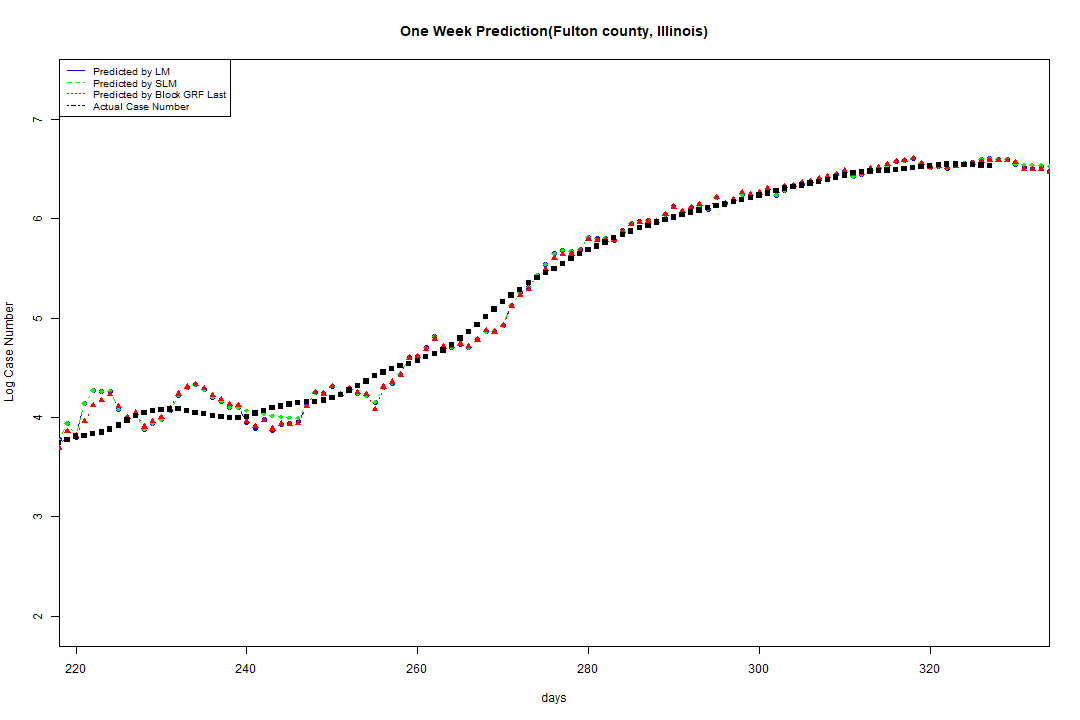 One Week Prediction(Fulton county, Illinois)
Predicted by LM
Predicted by SLM
Predicted by Block GRF Last
Actual Case Number
7
6
5
4
3
2
Log Case Number
220 240 260 280 300 320
days